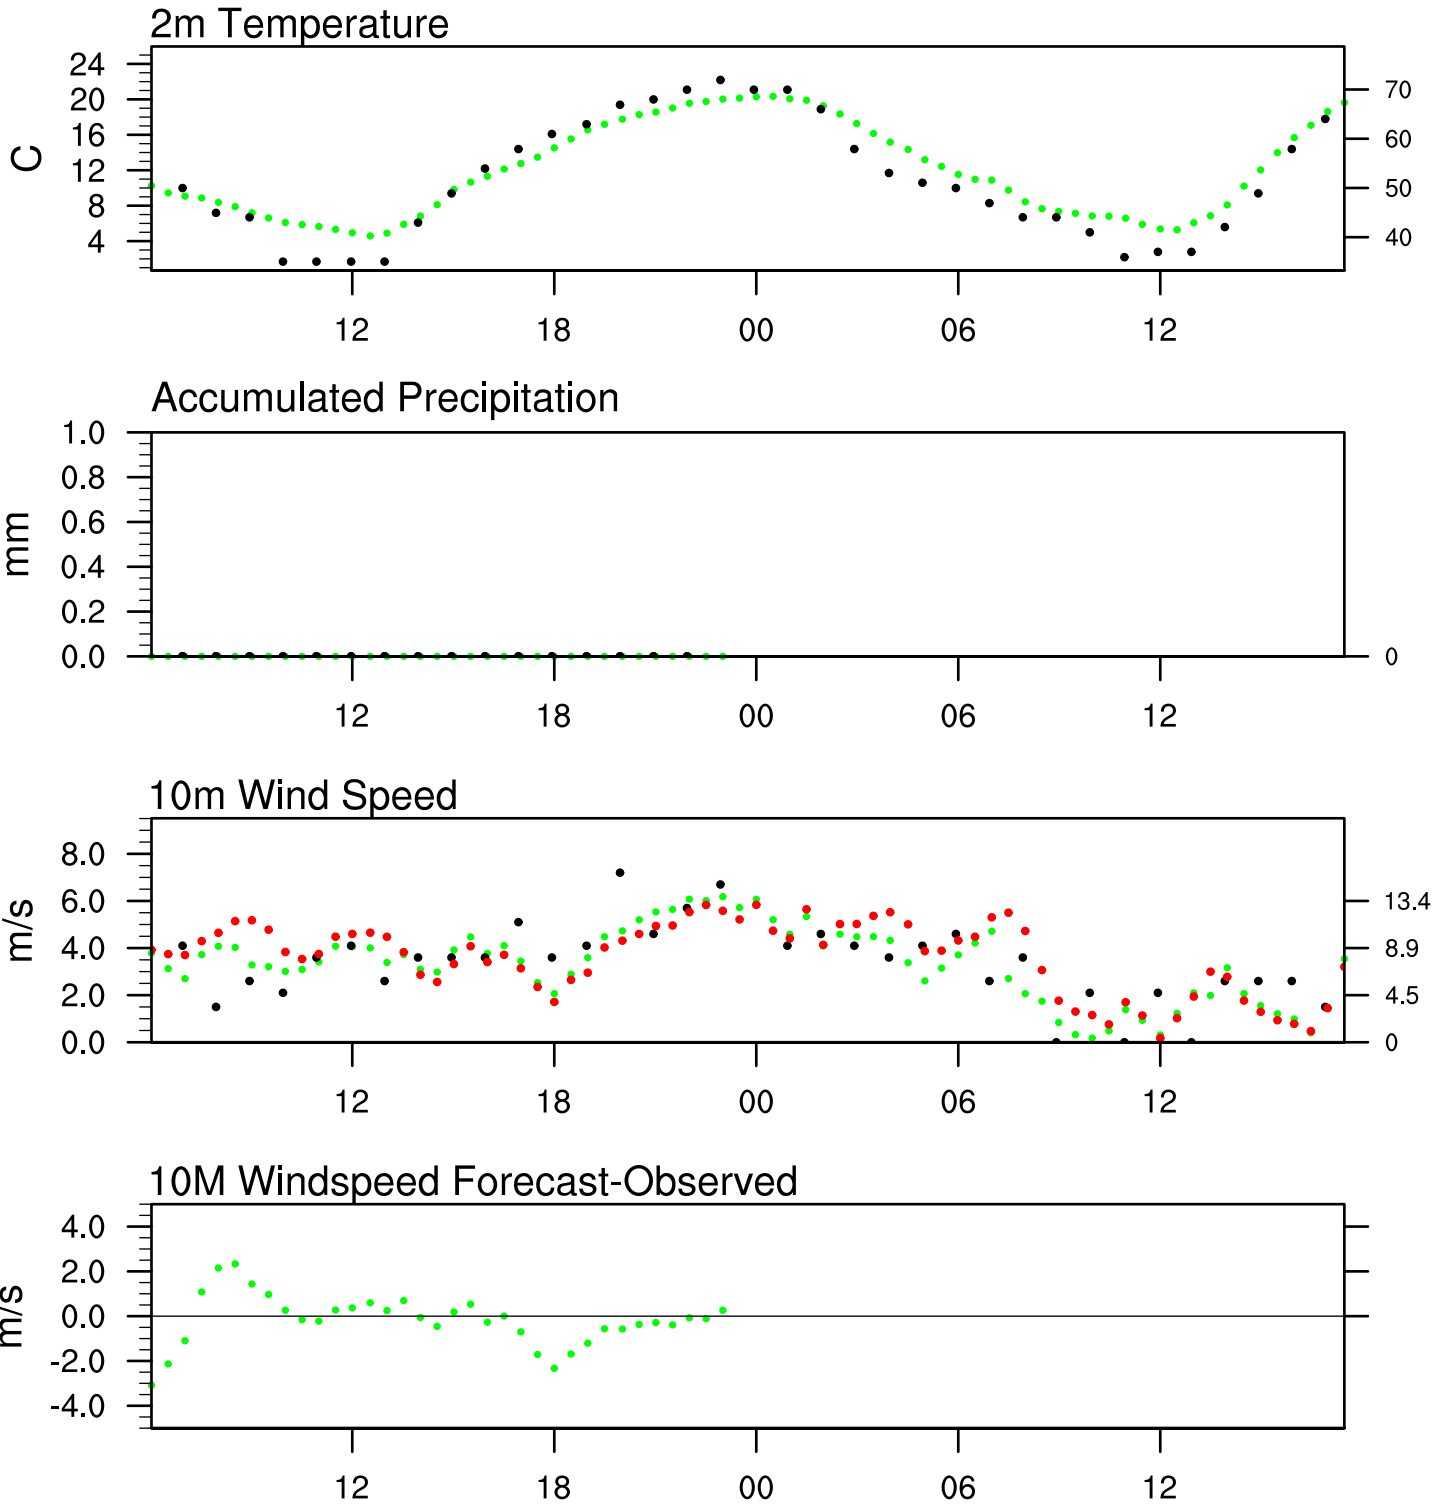 2m Temperature
24
20
16
12
8
4
C
70
60
50
40
12 18 00 06 12
Accumulated Precipitation
1.0
0.8
0.6
0.4
0.2
0.0
mm
0
12 18 00 06 12
10m Wind Speed
8.0
6.0
4.0
2.0
0.0
m/s
13.4
8.9
4.5
0
12 18 00 06 12
10M Windspeed Forecast-Observed
4.0
2.0
0.0
-2.0
-4.0
m/s
12 18 00 06 12